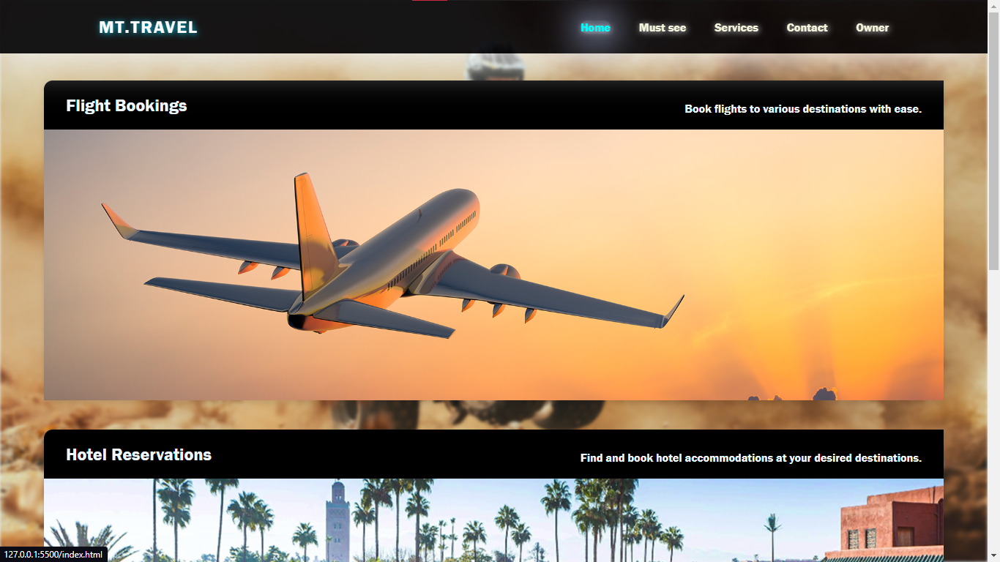 MT.TRAVEL
Home Must see Services Contact Owner
Flight Bookings
Book flights to various destinations with ease.
Hotel Reservations
Find and book hotel accommodations at your desired destinations.
127.0.0.1:5500/index.html